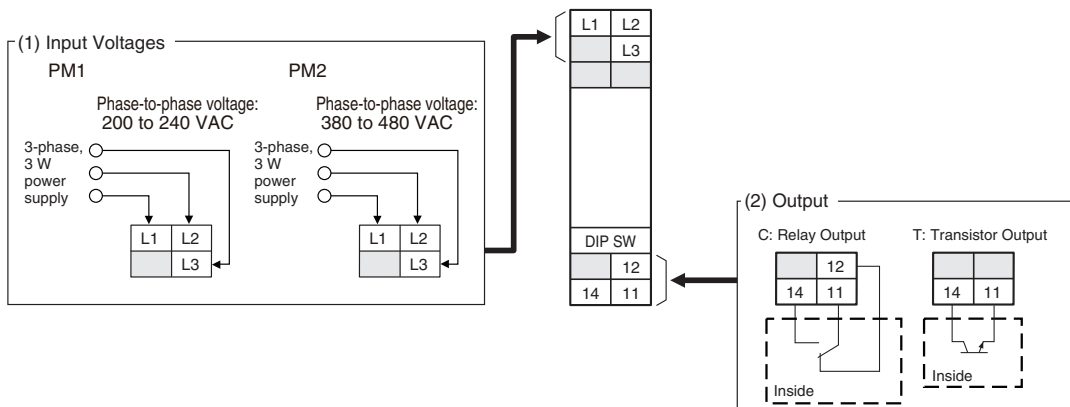 (1) Input Voltages
PM1
Phase-to-phase voltage:
200 to 240 VAC
3-phase,
3 W
power
supply
L1 L2
L3
PM2
Phase-to-phase voltage:
380 to 480 VAC
3-phase,
3 W
power
supply
L1 L2
L3
L1 L2
L3
DIP SW
12
14 11
(2) Output
C: Relay Output
12
14 11
Inside
T: Transistor Output
14 11
Inside